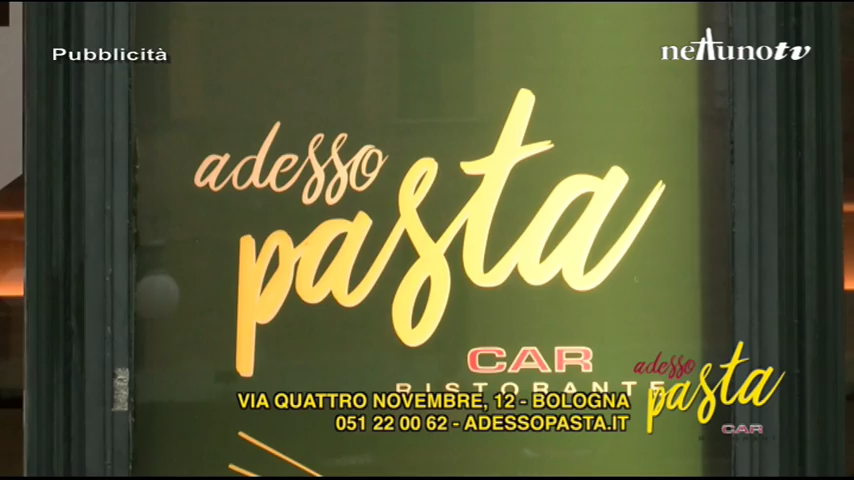 Pubblicità
nettunotv
adesso
pasta
CAR
RISTORANTE
VIA QUATTRO NOVEMBRE, 12 - BOLOGNA
051 22 00 62 - ADESSOPASTA.IT
adesso
pasta
CAR
RISTORANTE